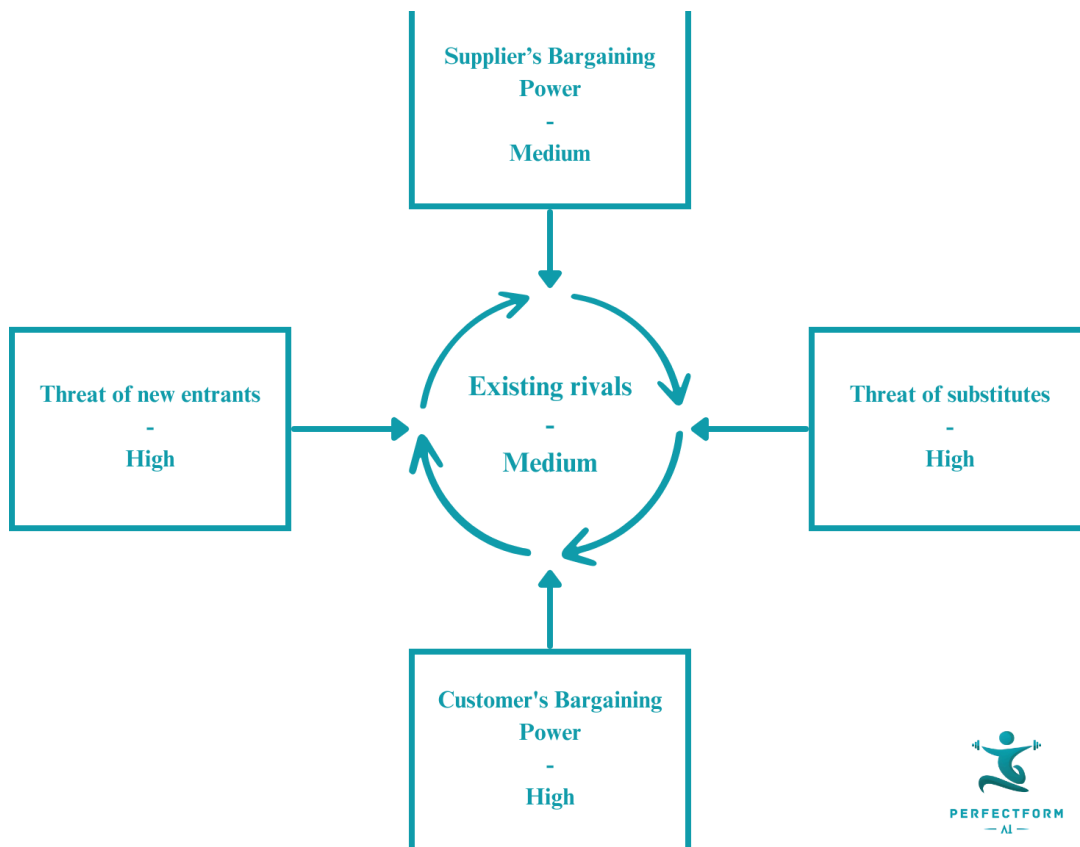 Supplier’s Bargaining
Power
-
Medium
Threat of new entrants
-
High
Existing rivals
-
Medium
Threat of substitutes
-
High
Customer's Bargaining
Power
-
High
PERFECTFORM
— AI —